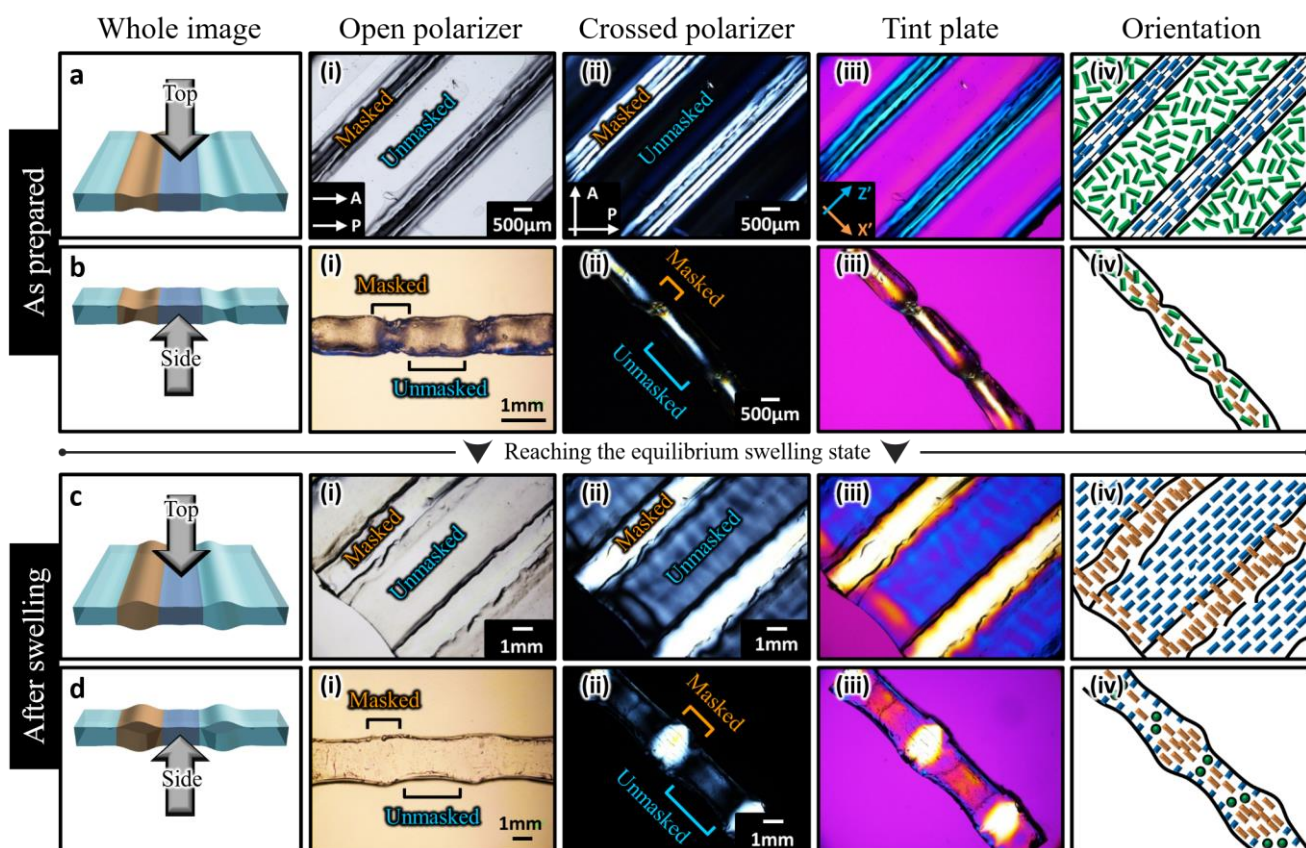 Whole image
Open polarizer
Crossed polarizer
Tint plate
Orientation
As prepared
a
Top
(i)
Masked
Unmasked
A
P
500μm
(ii)
Masked
Unmasked
A
P
500μm
(iii)
Z'
X'
(iv)
b
Side
(i)
Masked
Unmasked
1mm
(ii)
Masked
Unmasked
500μm
(iii)
(iv)
Reaching the equilibrium swelling state
After swelling
c
Top
(i)
Masked
Unmasked
1mm
(ii)
Masked
Unmasked
1mm
(iii)
(iv)
d
Side
(i)
Masked
Unmasked
1mm
(ii)
Masked
Unmasked
1mm
(iii)
(iv)